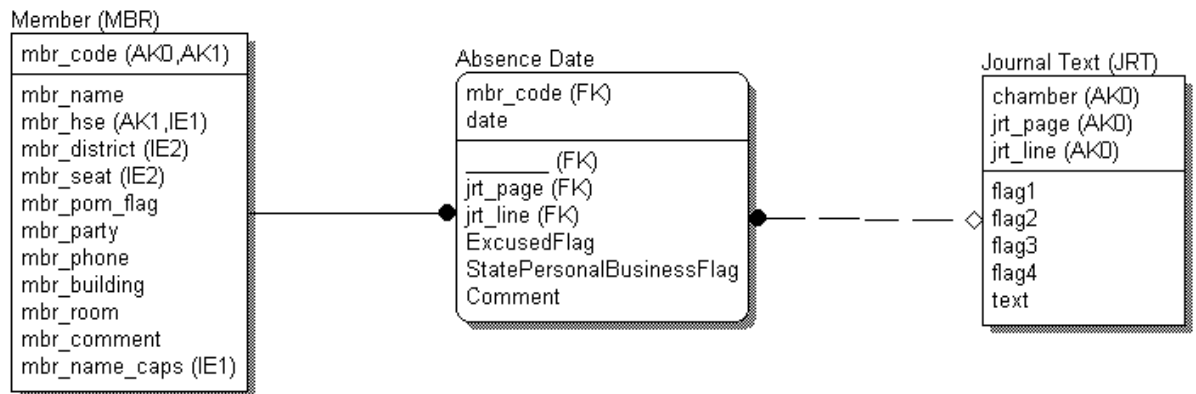 Member (MBR)
mbr_code (AK0,AK1)
mbr_name
mbr_hse (AK1,IE1)
mbr_district (IE2)
mbr_seat (IE2)
mbr_pom_flag
mbr_party
mbr_phone
mbr_building
mbr_room
mbr_comment
mbr_name_caps (IE1)
Absence Date
mbr_code (FK)
date
_______ (FK)
jrt_page (FK)
jrt_line (FK)
ExcusedFlag
StatePersonalBusinessFlag
Comment
Journal Text (JRT)
chamber (AK0)
jrt_page (AK0)
jrt_line (AK0)
flag1
flag2
flag3
flag4
text